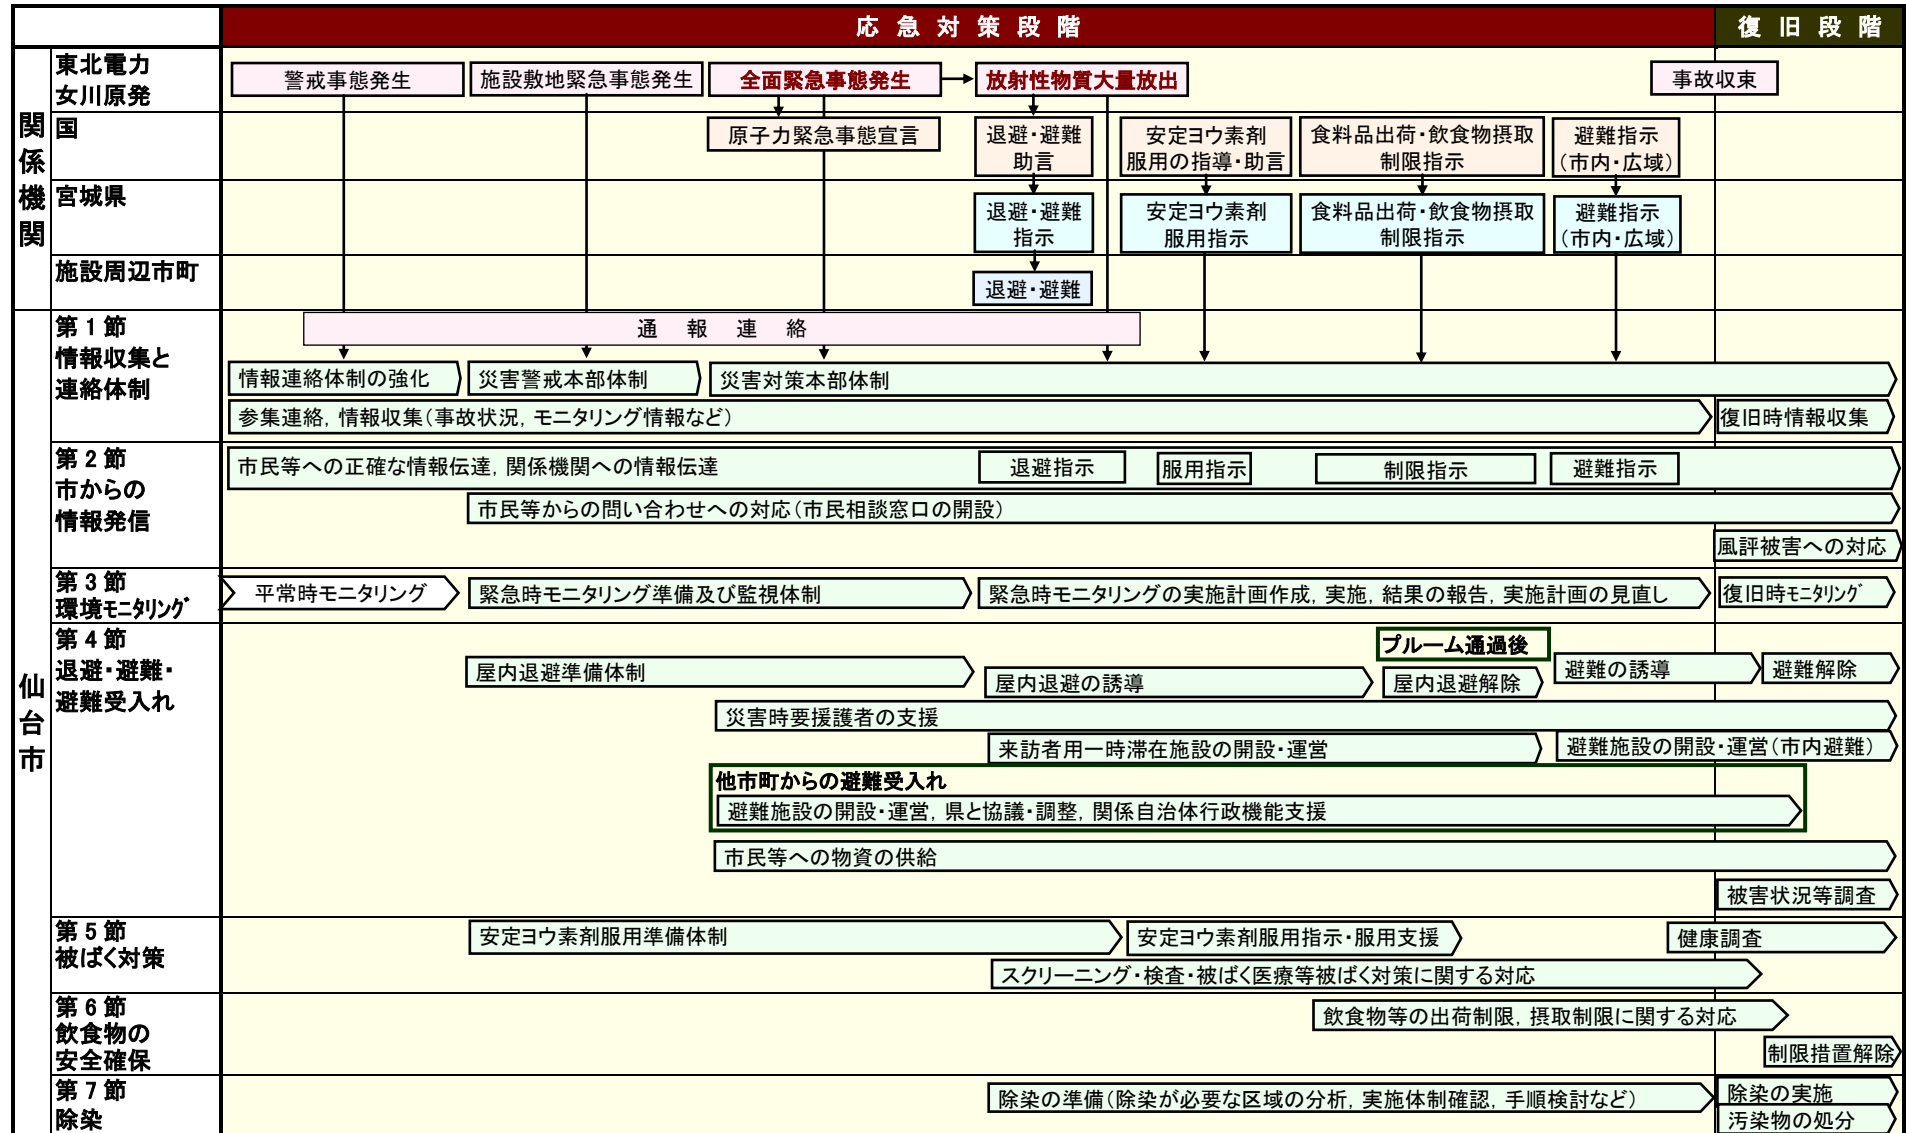 応急対策段階
復旧段階
関係機関
東北電力
女川原発
警戒事態発生
施設敷地緊急事態発生
全面緊急事態発生
放射性物質大量放出
事故収束
国
原子力緊急事態宣言
退避・避難
助言
安定ヨウ素剤
服用の指導・助言
食料品出荷・飲食物摂取
制限指示
避難指示
(市内・広域)
宮城県
退避・避難
指示
安定ヨウ素剤
服用指示
食料品出荷・飲食物摂取
制限指示
避難指示
(市内・広域)
施設周辺市町
退避・避難
仙台市
第1節
情報収集と
連絡体制
通報連絡
情報連絡体制の強化
災害警戒本部体制
災害対策本部体制
参集連絡,情報収集(事故状況,モニタリング情報など)
復旧時情報収集
第2節
市からの
情報発信
市民等への正確な情報伝達,関係機関への情報伝達
退避指示
服用指示
制限指示
避難指示
市民等からの問い合わせへの対応(市民相談窓口の開設)
風評被害への対応
第3節
環境モニタリング
平常時モニタリング
緊急時モニタリング準備及び監視体制
緊急時モニタリングの実施計画作成,実施,結果の報告,実施計画の見直し
復旧時モニタリング
第4節
退避・避難・
避難受入れ
プルーム通過後
屋内退避準備体制
屋内退避の誘導
屋内退避解除
避難の誘導
避難解除
災害時要援護者の支援
来訪者用一時滞在施設の開設・運営
避難施設の開設・運営(市内避難)
他市町からの避難受入れ
避難施設の開設・運営,県と協議・調整,関係自治体行政機能支援
市民等への物資の供給
被害状況等調査
第5節
被ばく対策
安定ヨウ素剤服用準備体制
安定ヨウ素剤服用指示・服用支援
健康調査
スクリーニング・検査・被ばく医療等被ばく対策に関する対応
第6節
飲食物の
安全確保
飲食物等の出荷制限,摂取制限に関する対応
制限措置解除
第7節
除染
除染の準備(除染が必要な区域の分析,実施体制確認,手順検討など)
除染の実施
汚染物の処分